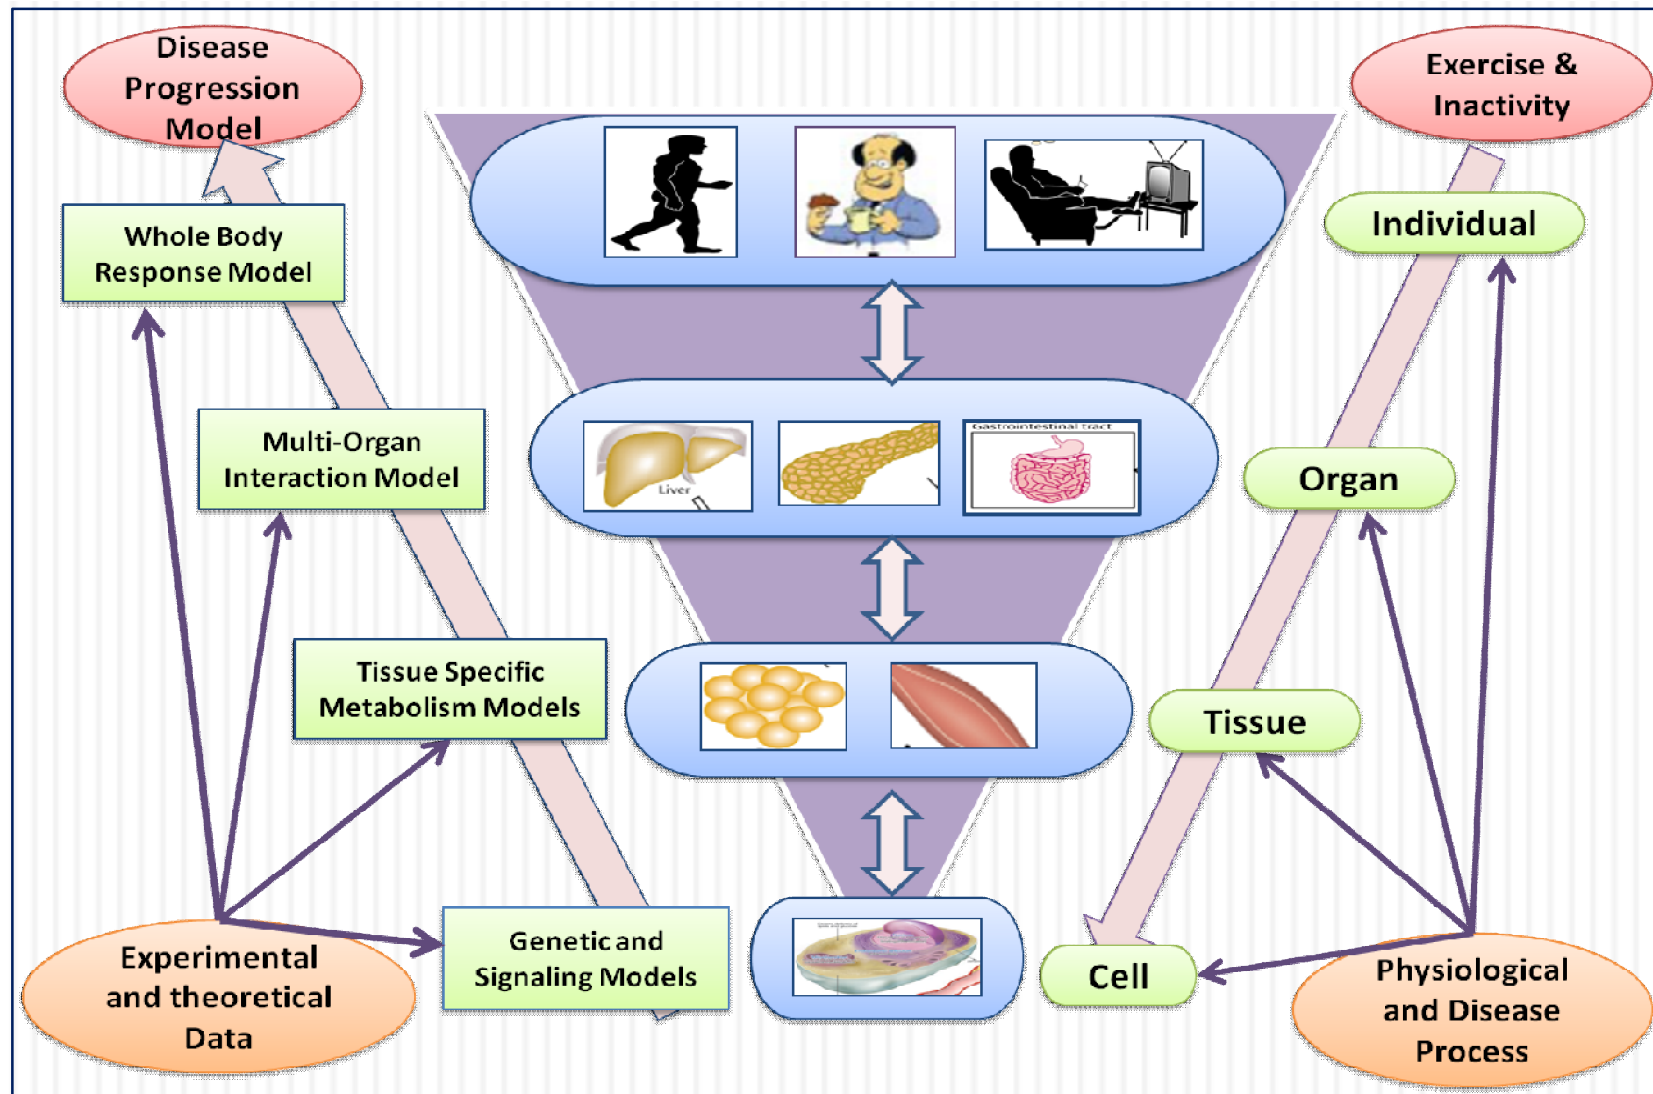 Disease
Progression
Model
Exercise &
Inactivity
Whole Body
Response Model
Individual
Multi-Organ
Interaction Model
Liver
Gastrointestinal tract
Organ
Tissue Specific
Metabolism Models
Tissue
Genetic and
Signaling Models
Cell
Experimental
and theoretical
Data
Physiological
and Disease
Process